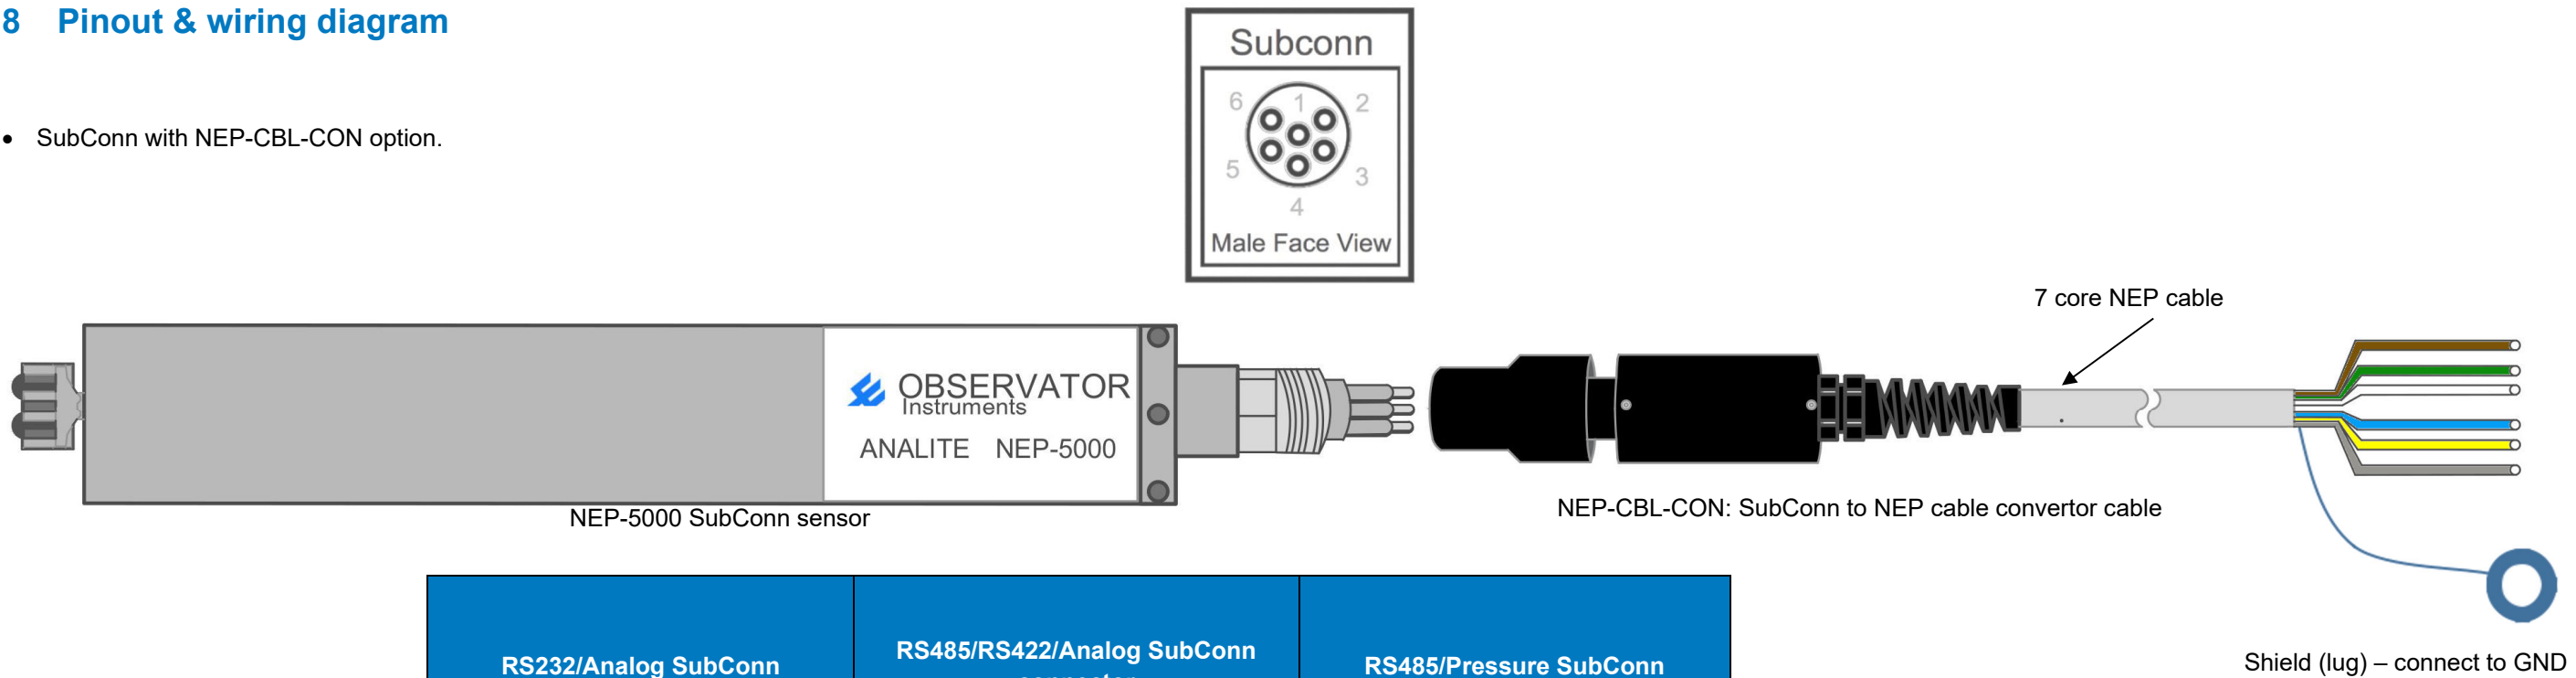 8 Pinout & wiring diagram
• SubConn with NEP-CBL-CON option.
Subconn
6 1 2
5 3
4
Male Face View
7 core NEP cable
OBSERVATOR
Instruments
ANALITE NEP-5000
NEP-5000 SubConn sensor
NEP-CBL-CON: SubConn to NEP cable convertor cable
RS232/Analog SubConn
RS485/RS422/Analog SubConn
RS485/Pressure SubConn
Shield (lug) – connect to GND